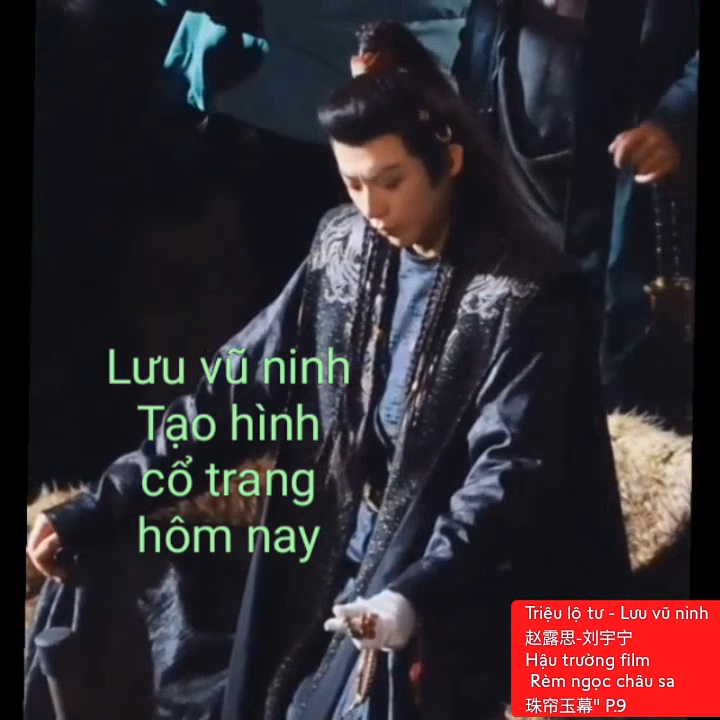 Lưu vũ ninh
Tạo hình
cổ trang
hôm nay
Triệu lộ tư - Lưu vũ ninh
赵露思-刘宇宁
Hậu trường film
Rèm ngọc châu sa
珠帘玉幕" P.9